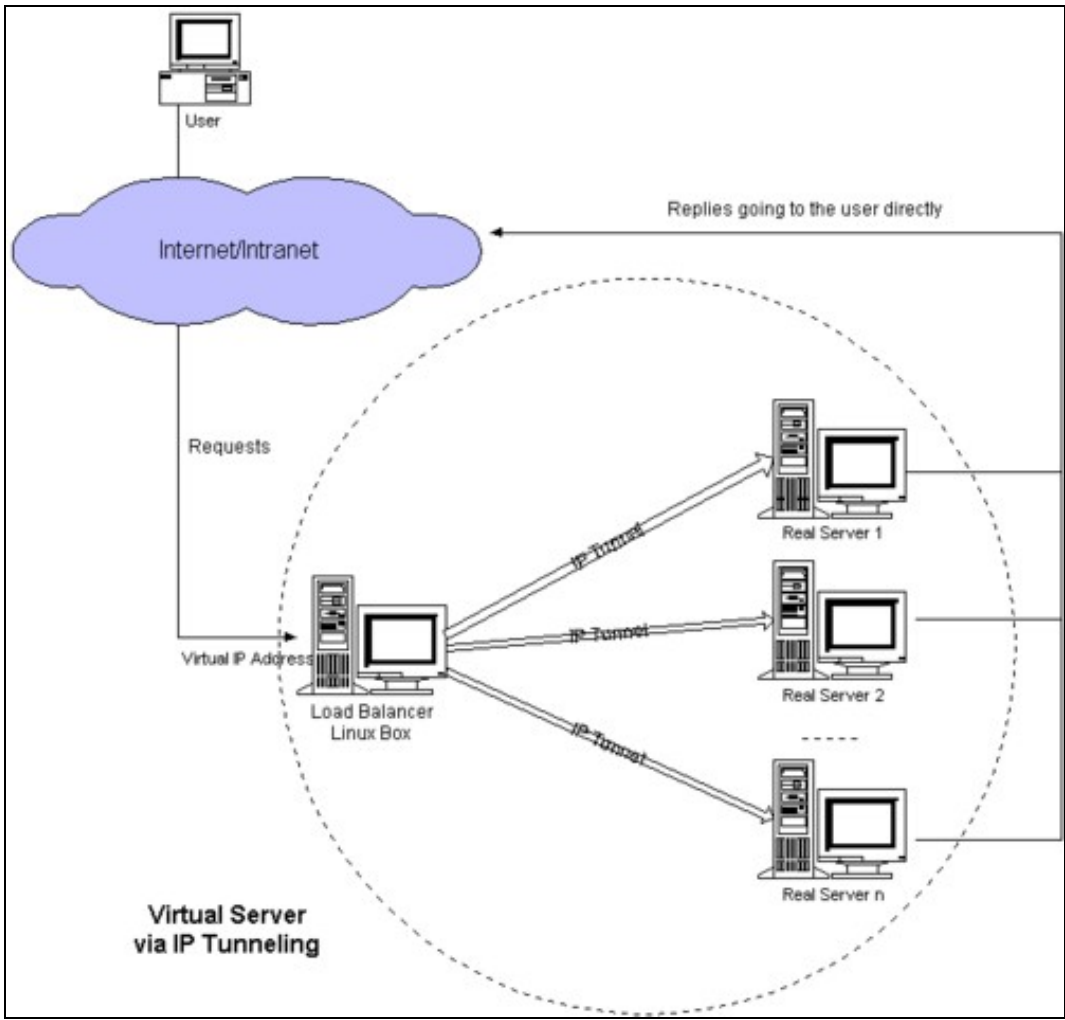 User
Replies going to the user directly
Internet/Intranet
Requests
IP Tunnel
Real Server 1
IP Tunnel
Virtual IP Address
Real Server 2
Load Balancer
Linux Box
IP Tunnel
Real Server n
Virtual Server
via IP Tunneling